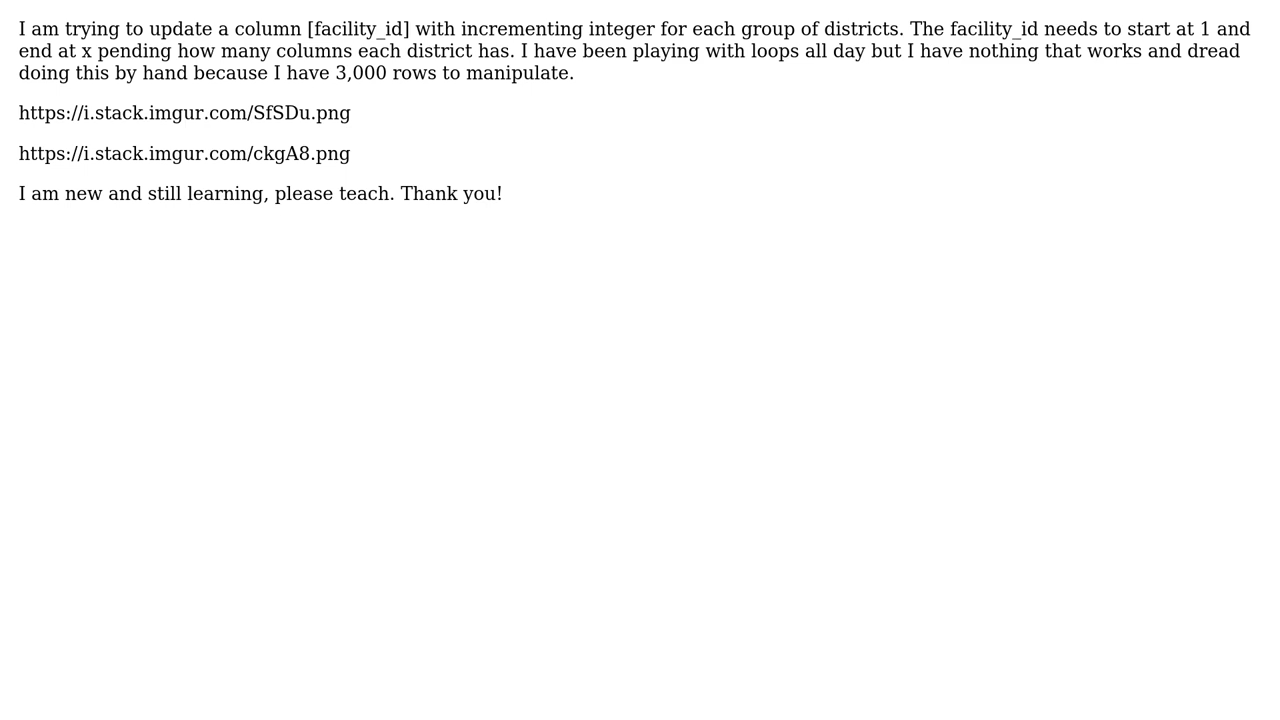 I am trying to update a column [facility_id] with incrementing integer for each group of districts. The facility_id needs to start at 1 and
end at x pending how many columns each district has. I have been playing with loops all day but I have nothing that works and dread
doing this by hand because I have 3,000 rows to manipulate.
https://i.stack.imgur.com/SfSDu.png
https://i.stack.imgur.com/ckgA8.png
I am new and still learning, please teach. Thank you!